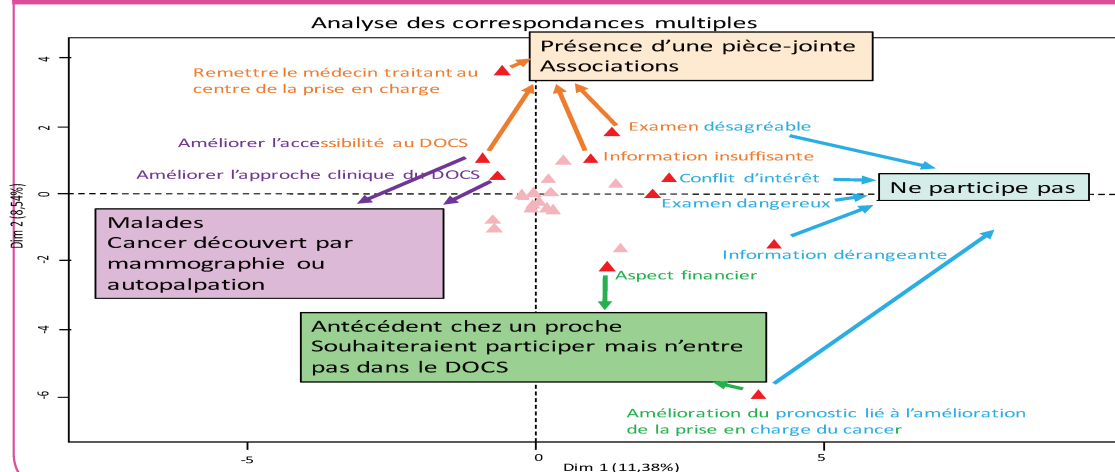 Analyse des correspondances multiples
Présence d'une pièce-jointe
Associations
Remettre le médecin traitant au
centre de la prise en charge
Examen désagréable
Améliorer l'accessibilité au DOCS
Information insuffisante
Améliorer l'approche clinique du DOCS
Conflit d'intérêt
Ne participe pas
Examen dangereux
Malades
Cancer découvert par
mammographie ou
autopalpation
Information dérangeante
Aspect financier
Antécédent chez un proche
Souhaiteraient participer mais n'entre
pas dans le DOCS
Amélioration du pronostic lié à l'amélioration
de la prise en charge du cancer
Dim 2 (8,54%)
4
2
0
-2
-4
-6
-5
0
5
Dim 1 (11,38%)